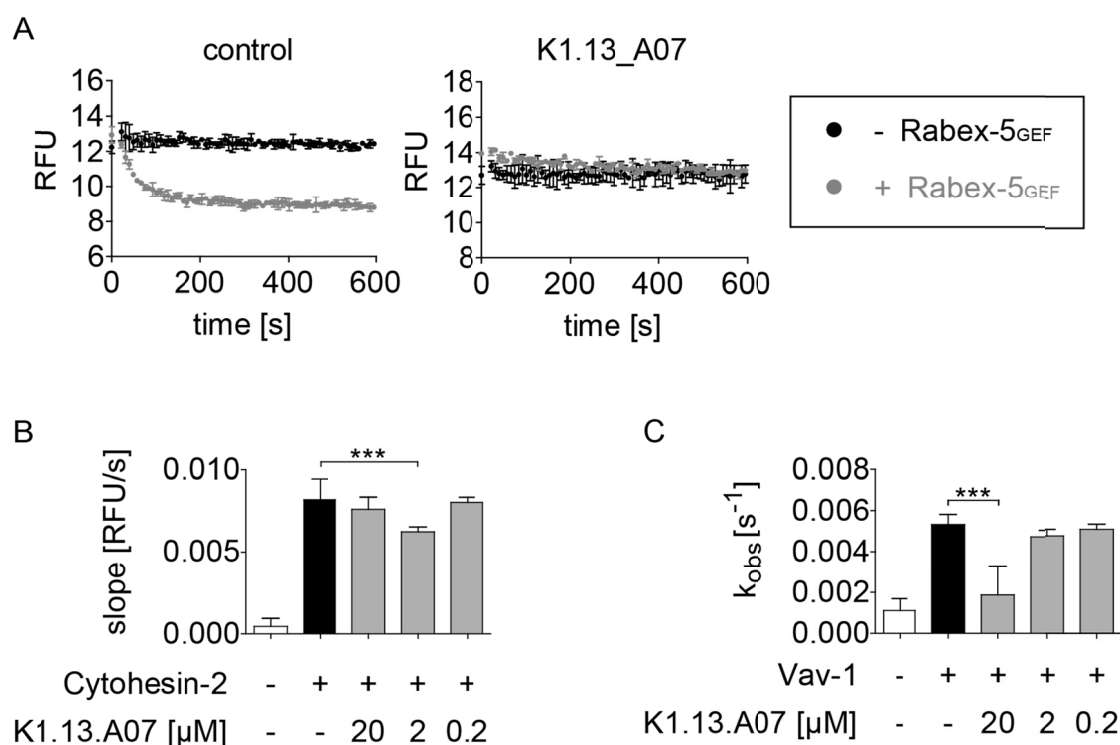 A
control
K1.13_A07
RFU
16
14
12
10
8
6
0 200 400 600
time [s]
RFU
18
16
14
12
10
8
0 200 400 600
time [s]
- Rabex-5GEF
+ Rabex-5GEF
B
***
slope [RFU/s]
0.010
0.005
0.000
Cytohesin-2 - + + + +
K1.13.A07 [µM] - - 20 2 0.2
C
***
kobs [s-1]
0.008
0.006
0.004
0.002
0.000
Vav-1 - + + + +
K1.13.A07 [µM] - - 20 2 0.2